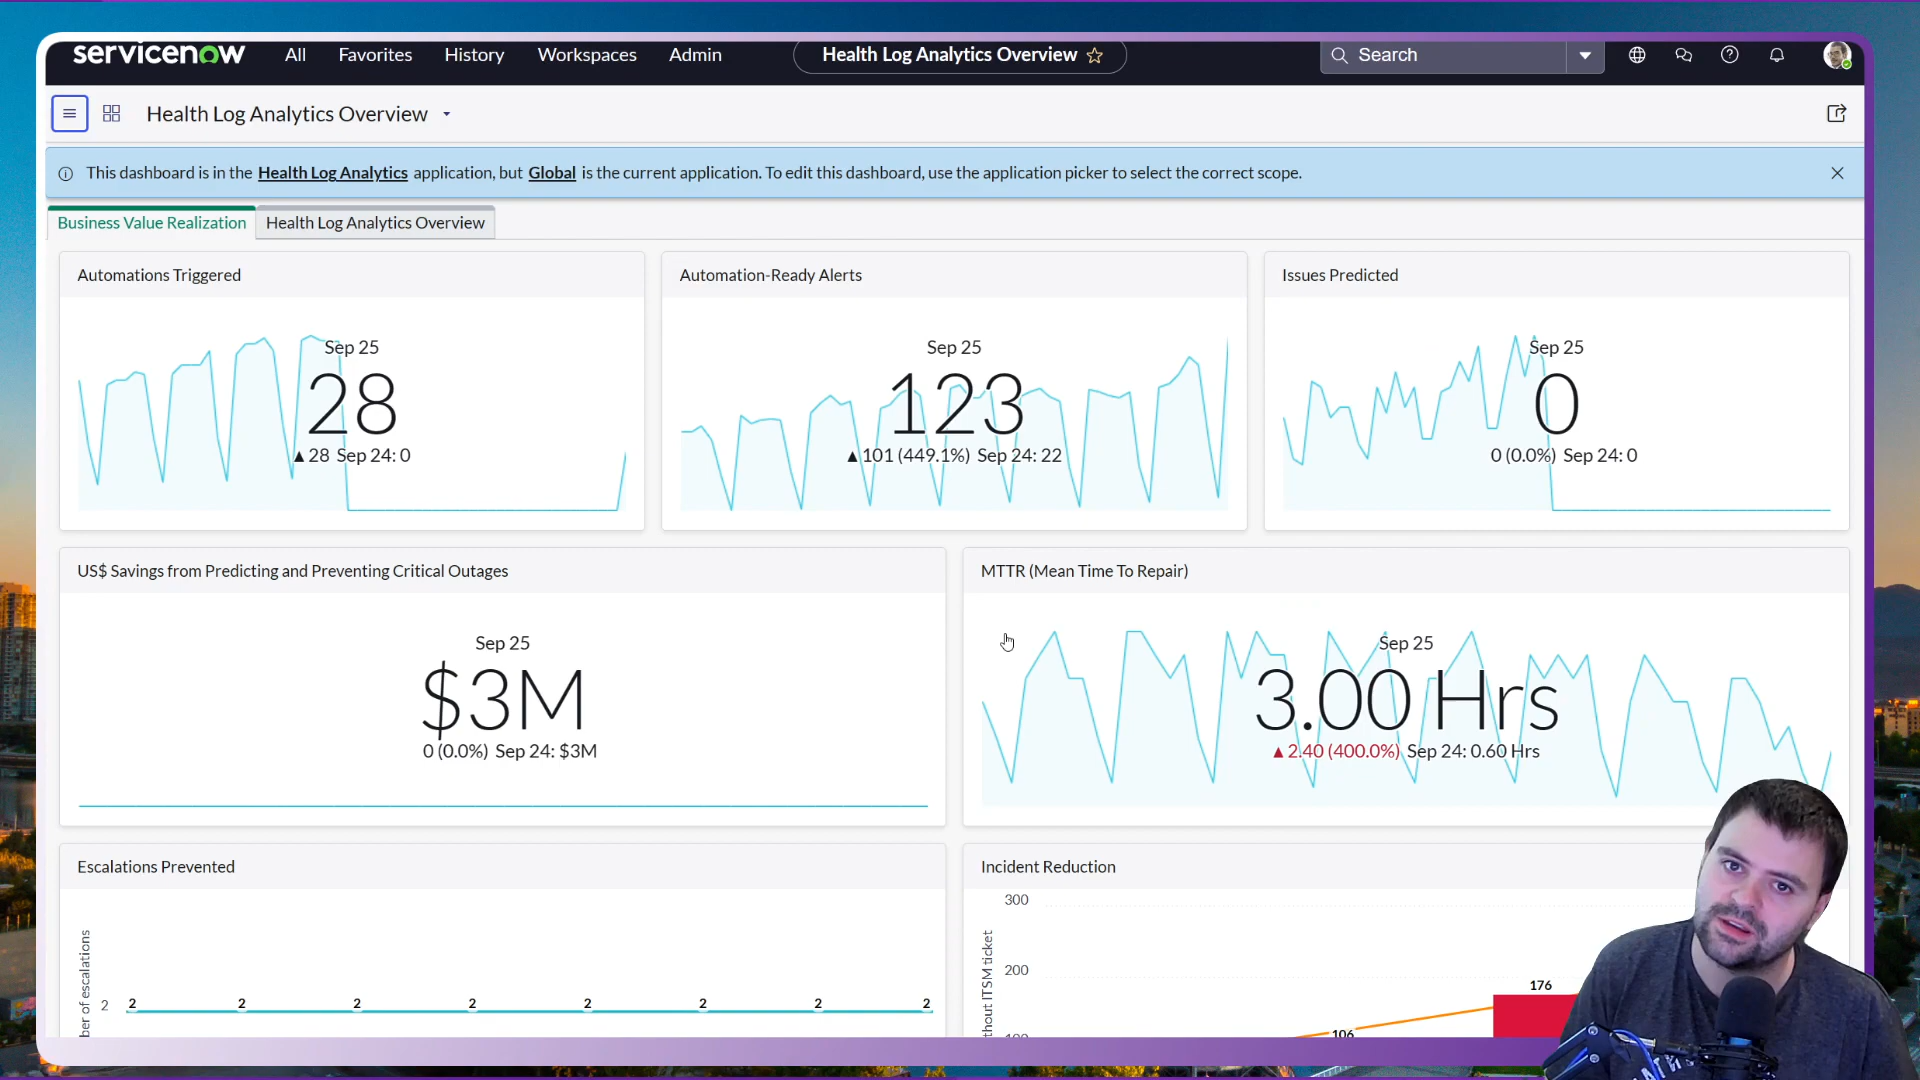 servicenow
All
Favorites
History
Workspaces
Admin
Health Log Analytics Overview
Search
Health Log Analytics Overview
This dashboard is in the Health Log Analytics application, but Global is the current application. To edit this dashboard, use the application picker to select the correct scope.
Business Value Realization
Health Log Analytics Overview
Automations Triggered
Sep 25
28
▲28 Sep 24: 0
Automation-Ready Alerts
Sep 25
123
▲101 (449.1%) Sep 24: 22
Issues Predicted
Sep 25
0
0 (0.0%) Sep 24: 0
US$ Savings from Predicting and Preventing Critical Outages
Sep 25
$3M
0 (0.0%) Sep 24: $3M
MTTR (Mean Time To Repair)
Sep 25
3.00 Hrs
▲2.40 (400.0%) Sep 24: 0.60 Hrs
Escalations Prevented
ber of escalations
2
2
2
2
2
2
2
2
2
Incident Reduction
thout ITSM ticket
300
200
100
176
106